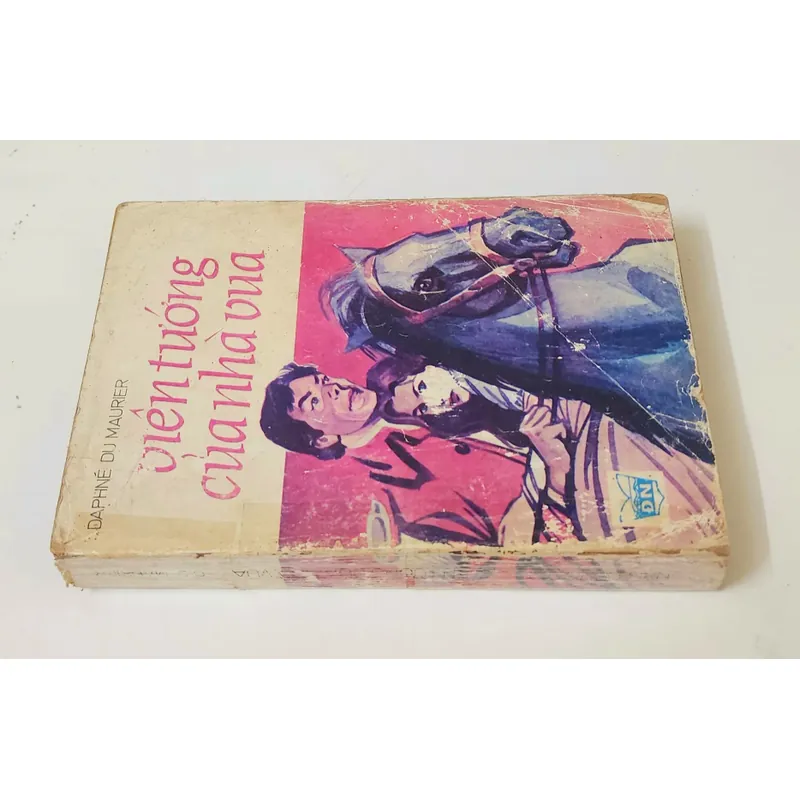 DAPHNÉ DU MAURIER
viên tướng
của nhà vua
DN